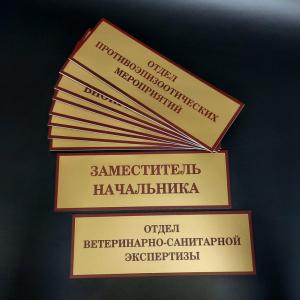 ОТДЕЛ
ПРОТИВОЭПИЗООТИЧЕСКИХ
МЕРОПРИЯТИЙ
ЗАМЕСТИТЕЛЬ
НАЧАЛЬНИКА
ОТДЕЛ
ВЕТЕРИНАРНО-САНИТАРНОЙ
ЭКСПЕРТИЗЫ